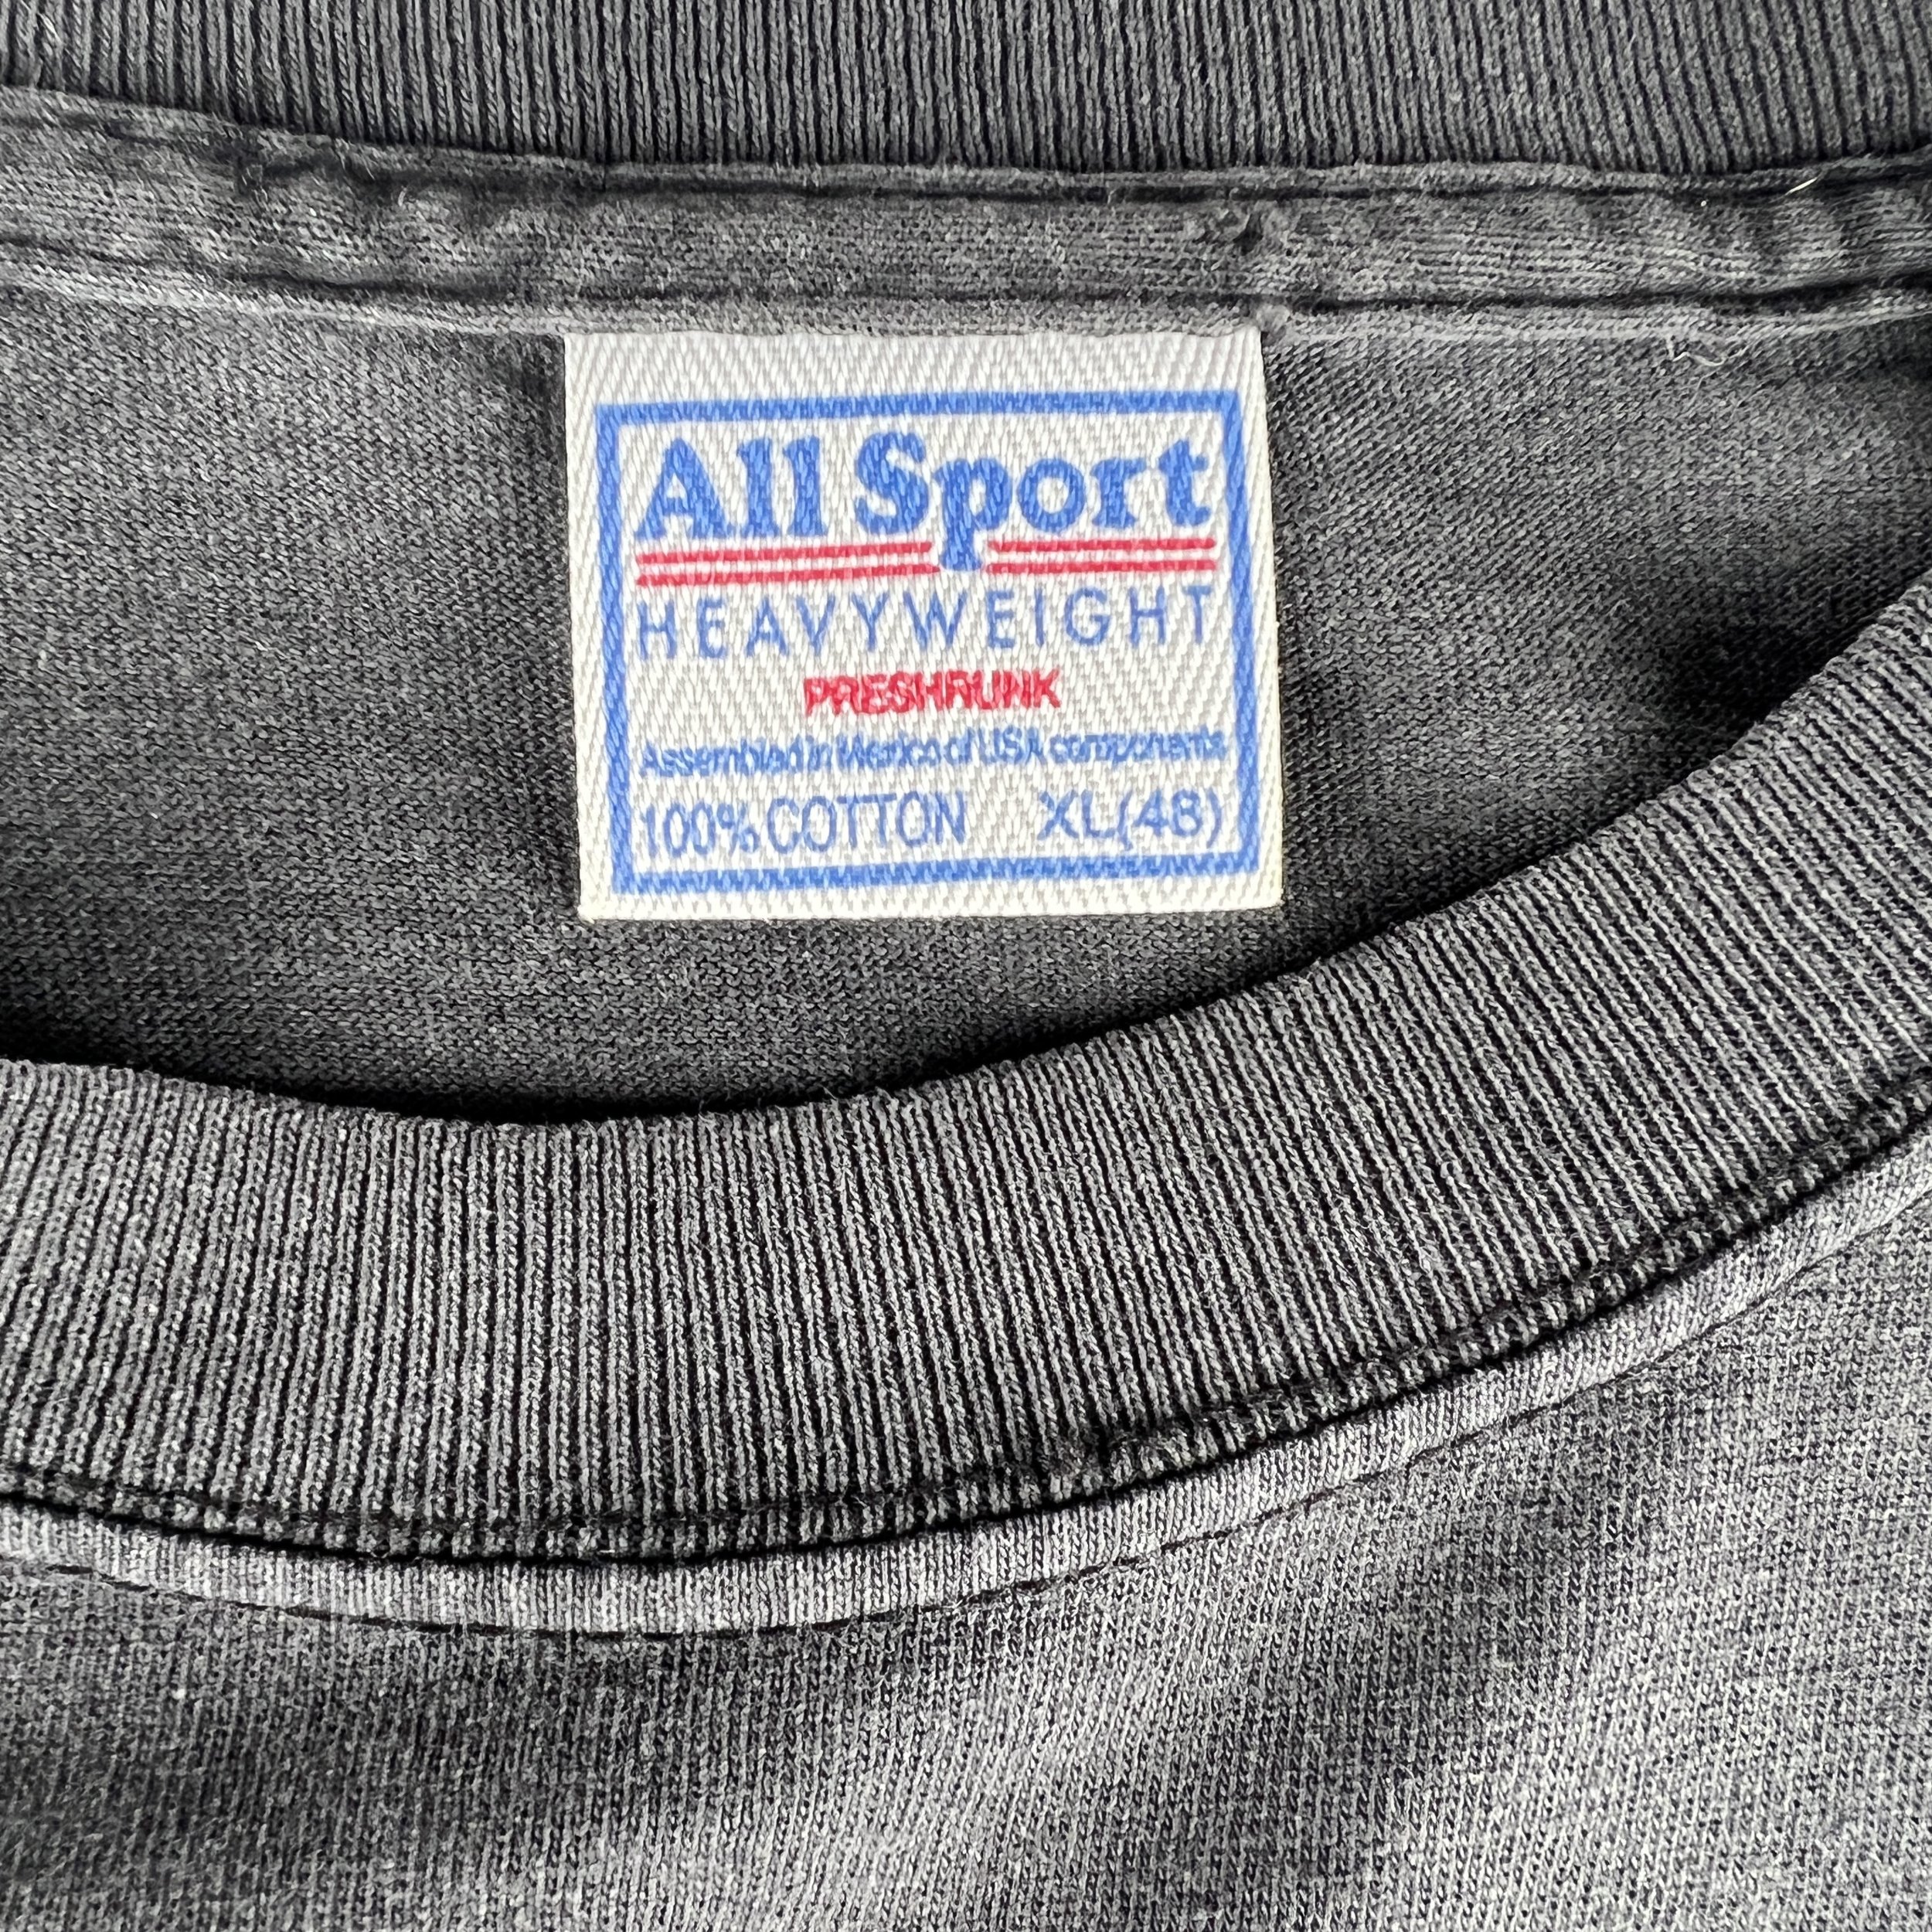 All Sport
HEAVYWEIGHT
PRESHRUNK
Assembled in Mexico of USA components
100% COTTON XL(48)